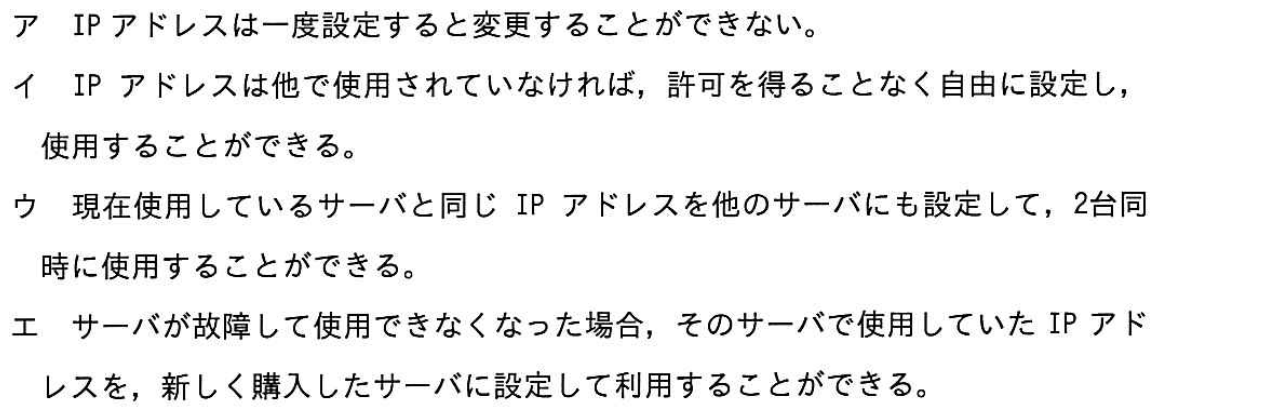 ア　IPアドレスは一度設定すると変更することができない。
イ　IP アドレスは他で使用されていなければ，許可を得ることなく自由に設定し，
使用することができる。
ウ　現在使用しているサーバと同じ IP アドレスを他のサーバにも設定して，2台同
時に使用することができる。
エ　サーバが故障して使用できなくなった場合，そのサーバで使用していた IP アド
レスを，新しく購入したサーバに設定して利用することができる。